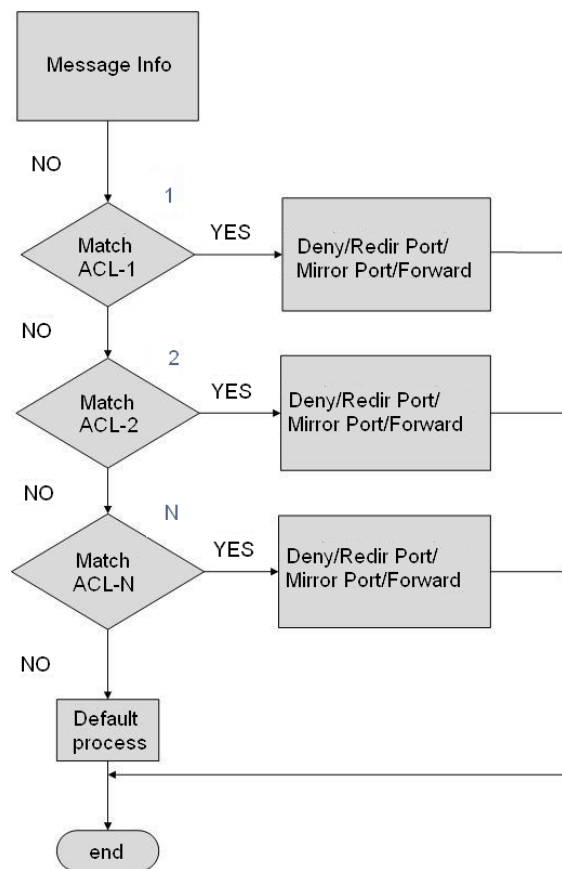 Message Info
NO
1
Match
ACL-1
YES
Deny/Redir Port/
Mirror Port/Forward
NO
2
Match
ACL-2
YES
Deny/Redir Port/
Mirror Port/Forward
NO
N
Match
ACL-N
YES
Deny/Redir Port/
Mirror Port/Forward
NO
Default
process
end